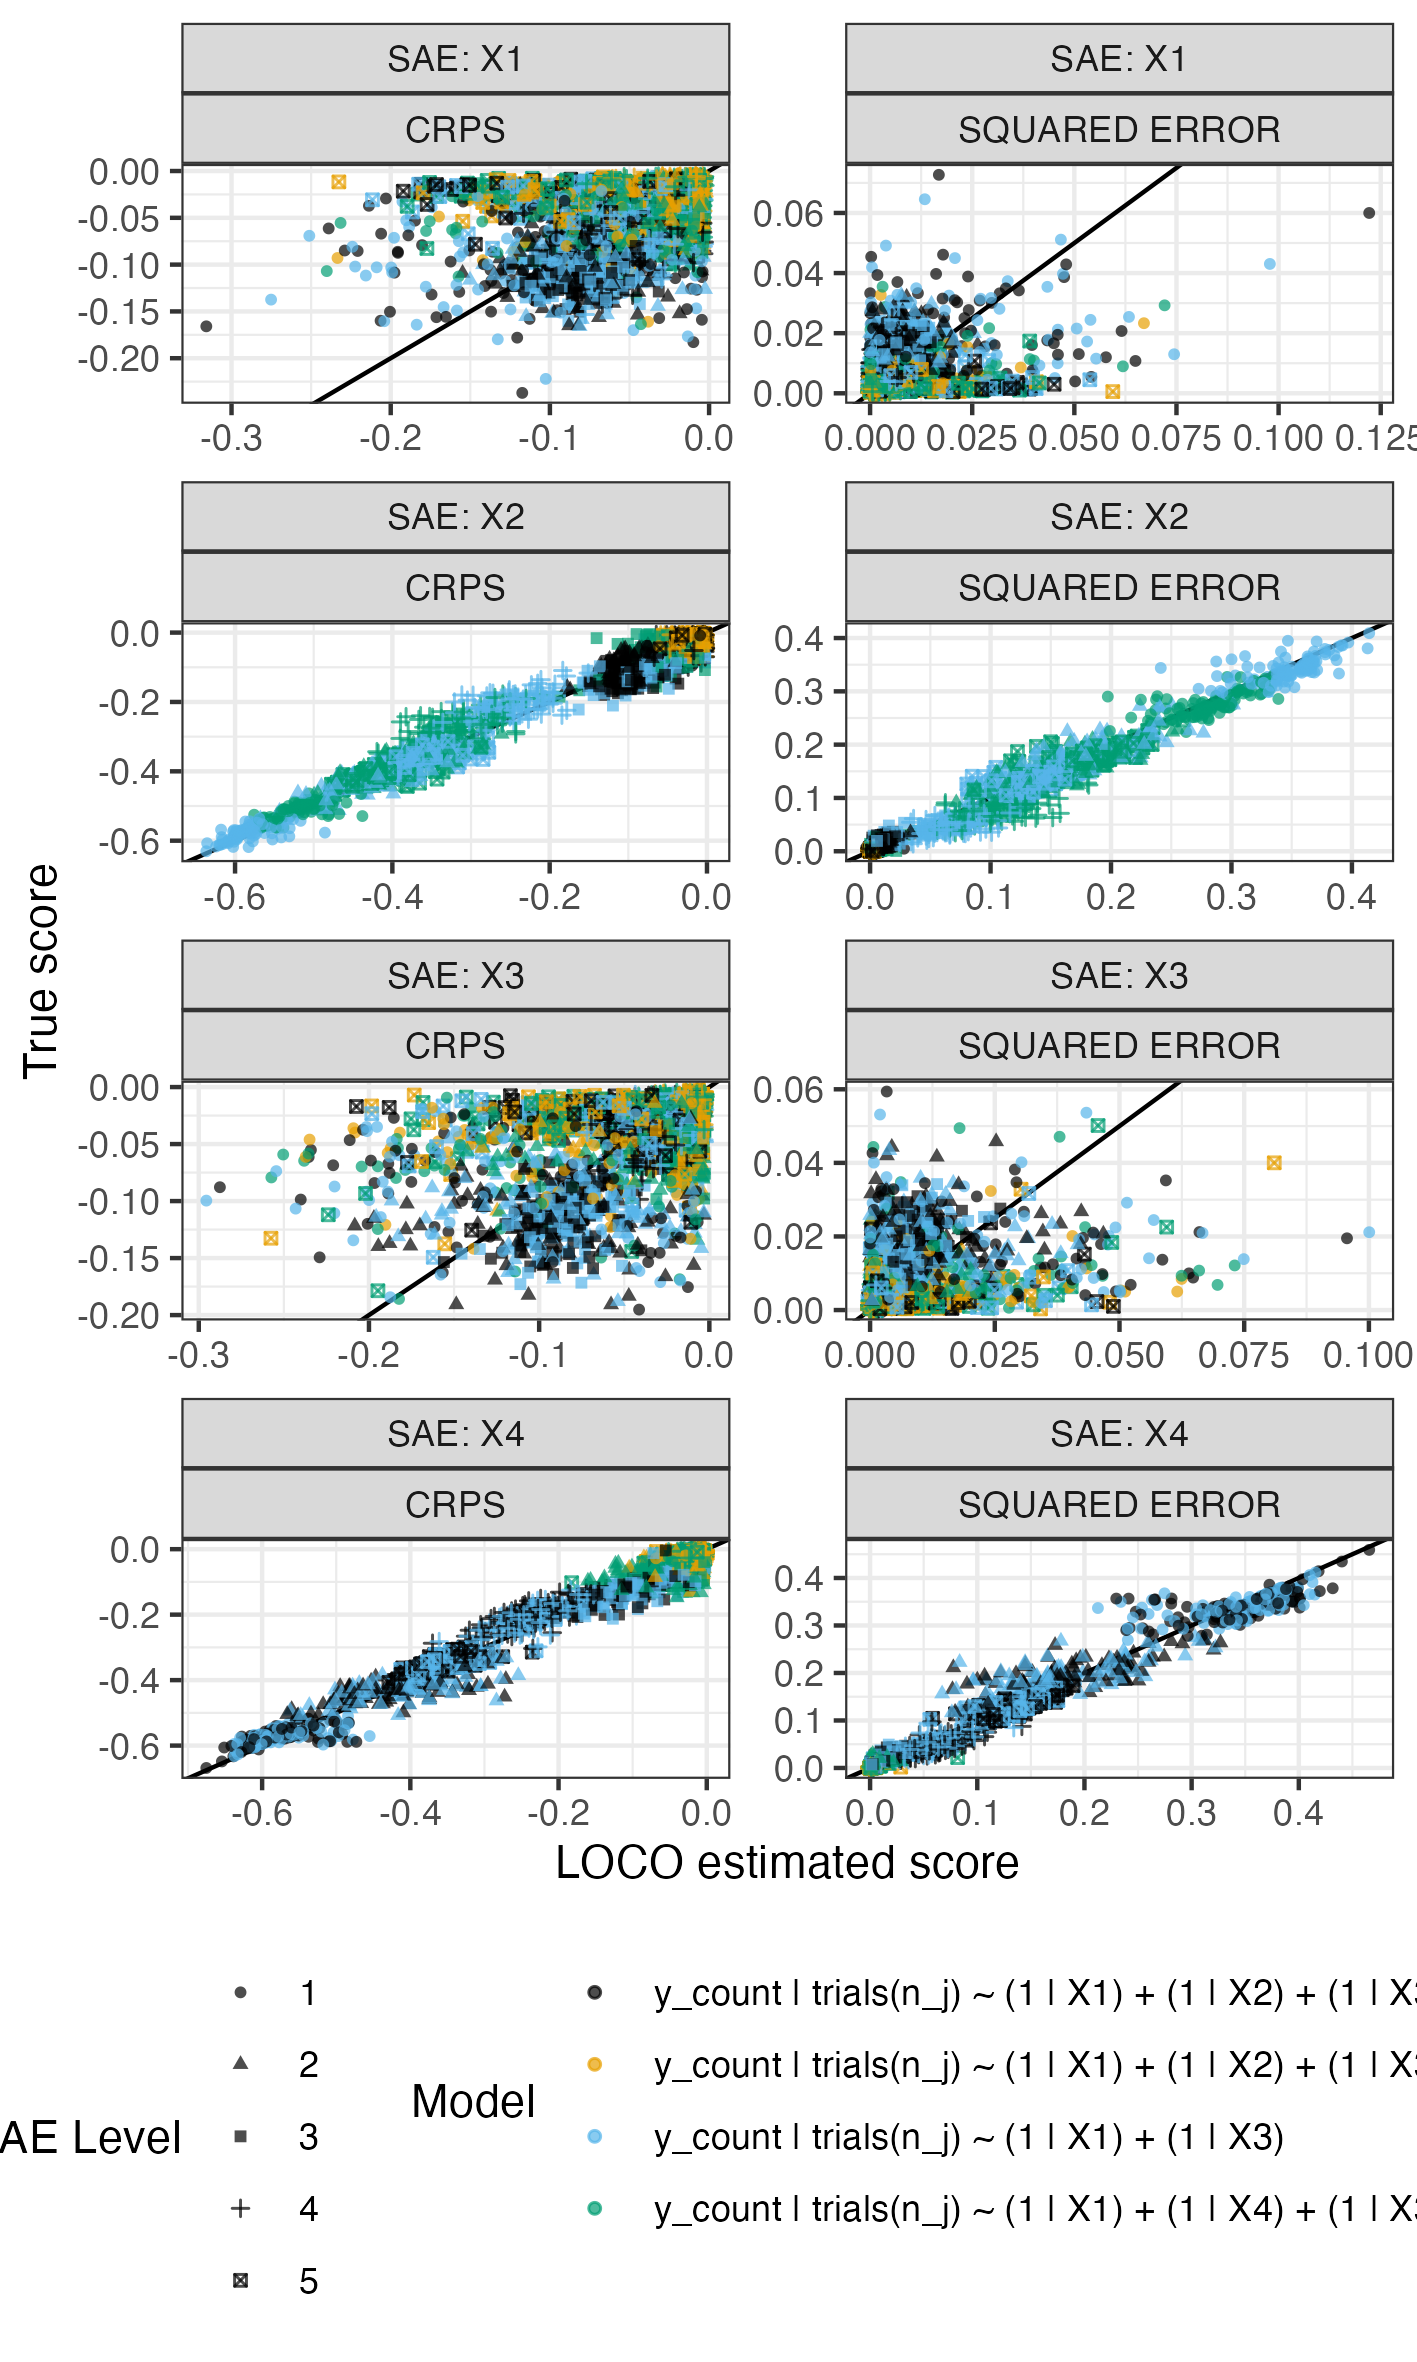 SAE: X1
SAE: X1
CRPS
SQUARED ERROR
0.00
-0.05
-0.10
-0.15
-0.20
0.06
0.04
0.02
0.00
-0.3 -0.2 -0.1 0.0
0.000 0.025 0.050 0.075 0.100 0.125
SAE: X2
SAE: X2
CRPS
SQUARED ERROR
0.0
-0.2
-0.4
-0.6
0.4
0.3
0.2
0.1
0.0
-0.6 -0.4 -0.2 0.0
0.0 0.1 0.2 0.3 0.4
True score
SAE: X3
SAE: X3
CRPS
SQUARED ERROR
0.00
-0.05
-0.10
-0.15
-0.20
0.06
0.04
0.02
0.00
-0.3 -0.2 -0.1 0.0
0.000 0.025 0.050 0.075 0.100
SAE: X4
SAE: X4
CRPS
SQUARED ERROR
0.0
-0.2
-0.4
-0.6
0.4
0.3
0.2
0.1
0.0
-0.6 -0.4 -0.2 0.0
0.0 0.1 0.2 0.3 0.4
LOCO estimated score
AE Level
1
2
3
4
5
Model
y_count | trials(n_j) ~ (1 | X1) + (1 | X2) + (1 | X3
y_count | trials(n_j) ~ (1 | X1) + (1 | X2) + (1 | X3
y_count | trials(n_j) ~ (1 | X1) + (1 | X3)
y_count | trials(n_j) ~ (1 | X1) + (1 | X4) + (1 | X3